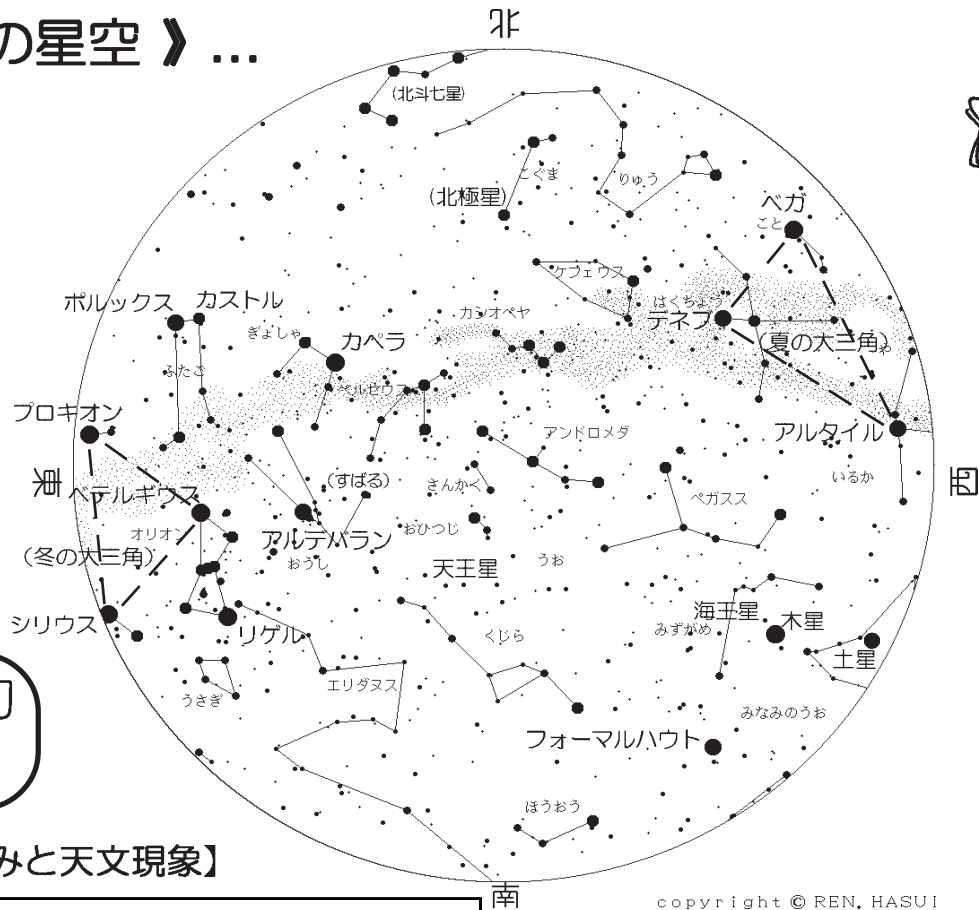 の星空 》…
北
(北斗七星)
こぐま
りゅう
(北極星)
ベガ
こと
ケフェウス
はくちょう
デネブ
ポルックス
カストル
カシオペヤ
ぎょしゃ
カペラ
(夏の大三角)
や
ふたご
ペルセウス
プロキオン
アンドロメダ
アルタイル
東
西
ベテルギウス
(すばる)
さんかく
ペガスス
いるか
オリオン
アルデバラン
おひつじ
(冬の大三角)
おうし
天王星
うお
シリウス
リゲル
くじら
海王星
木星
みずがめ
土星
うさぎ
エリダヌス
みなみのうお
フォーマルハウト
ほうおう
みと天文現象】
南
copyright © REN. HASUI